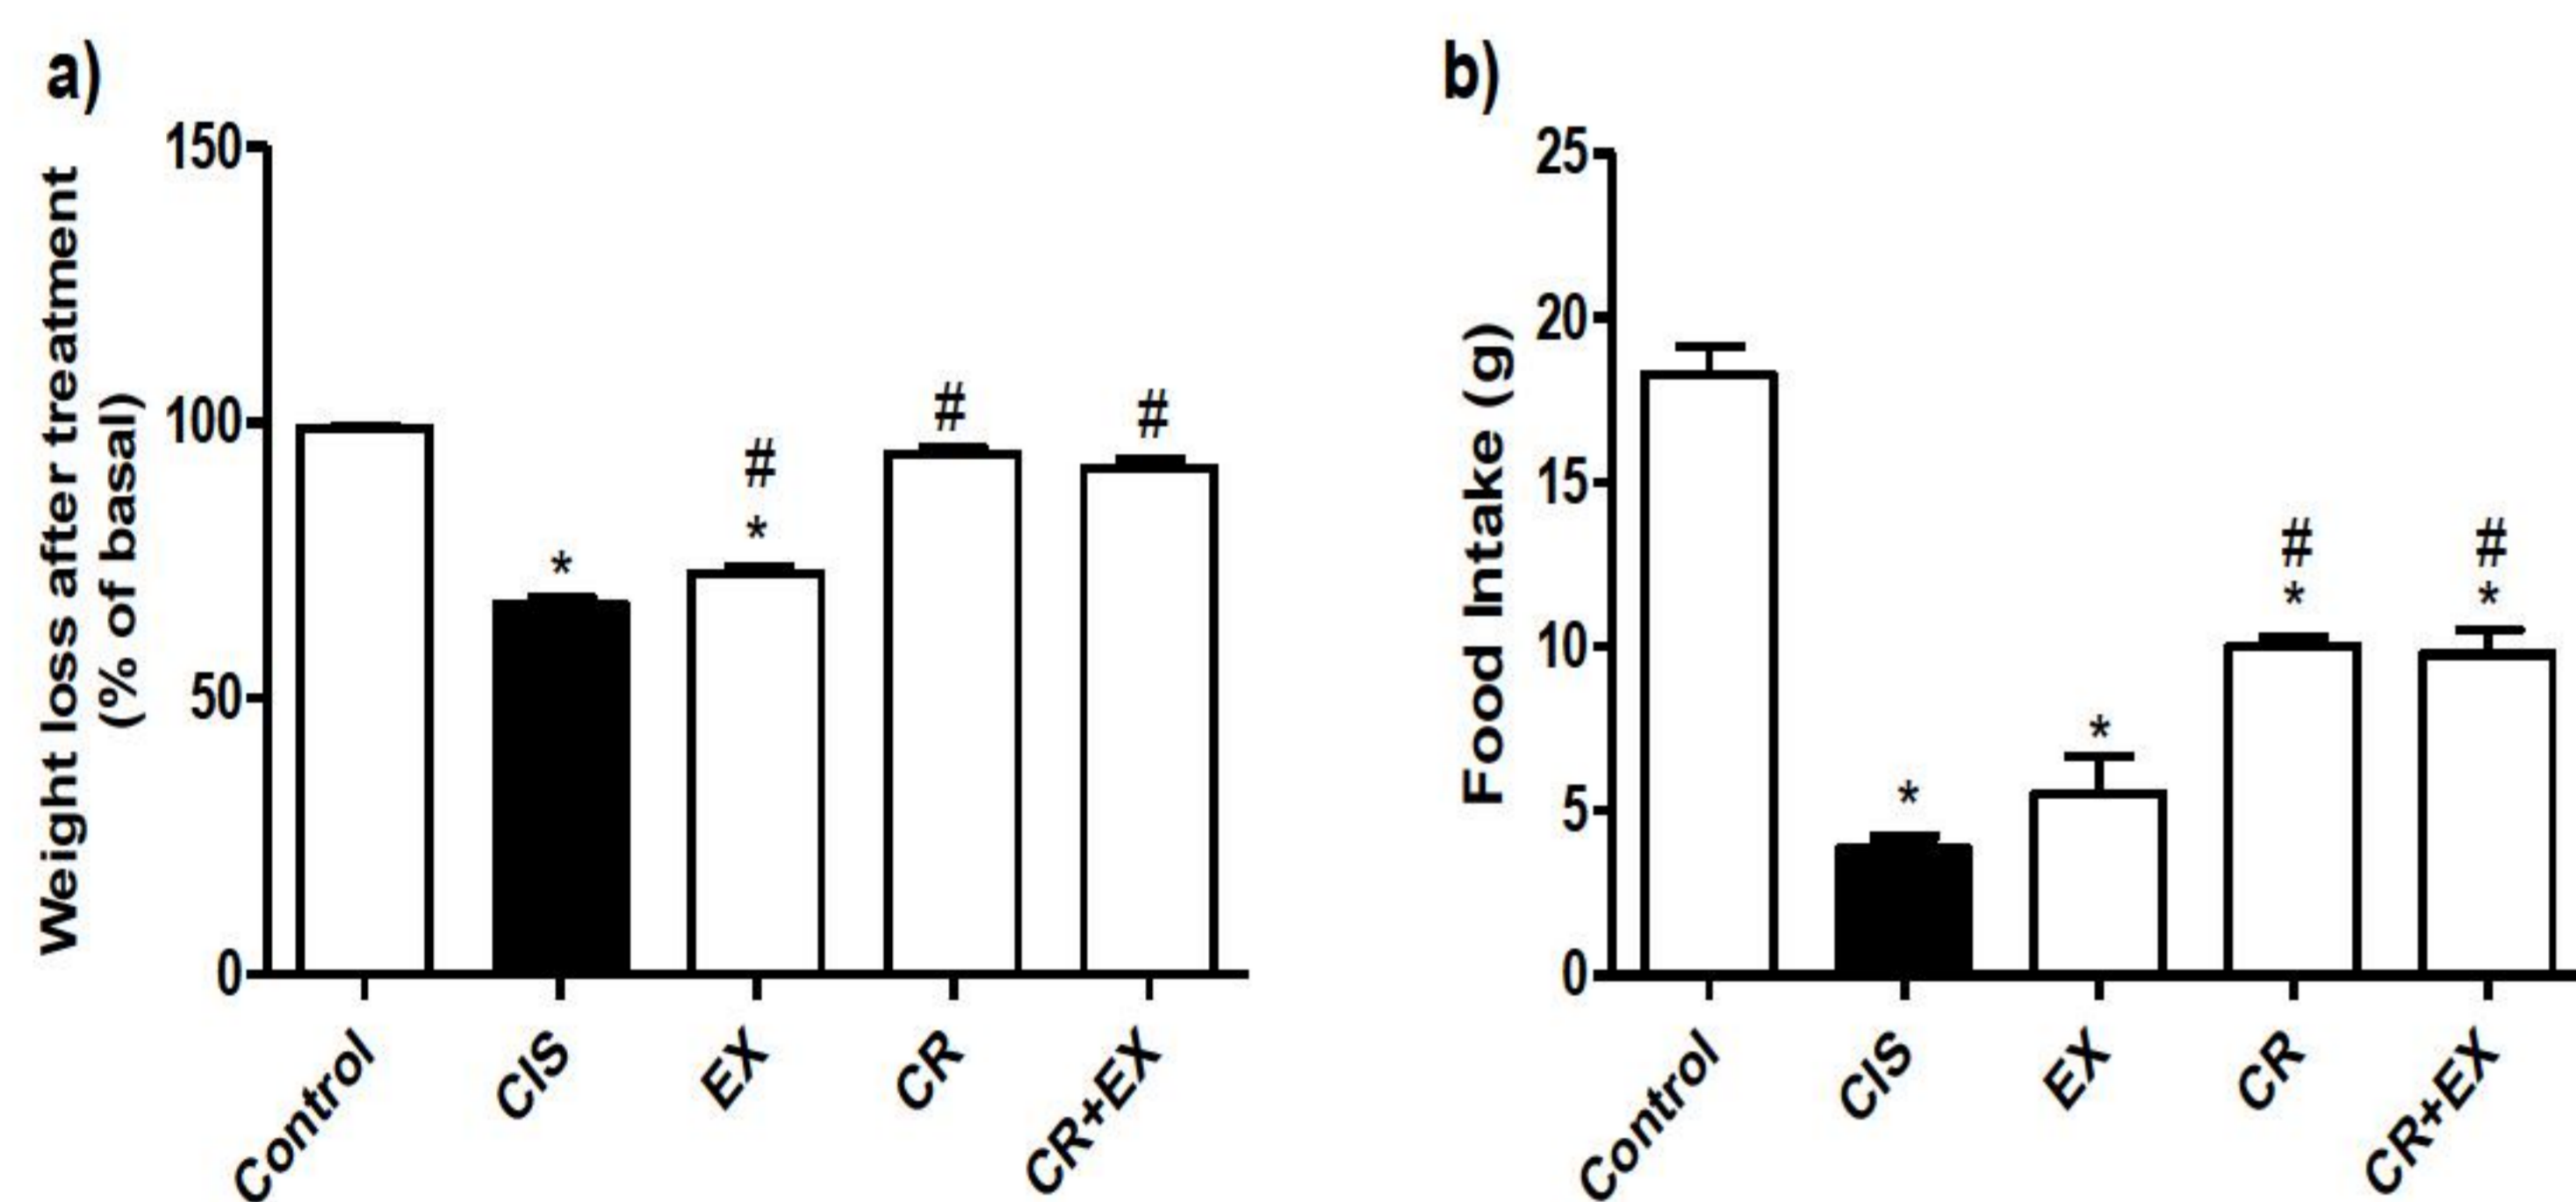 a)
Weight loss after treatment
(% of basal)
150
100
50
0
*
#
*
#
#
Control
CIS
EX
CR
CR+EX
b)
Food Intake (g)
25
20
15
10
5
0
*
*
#
*
#
*
Control
CIS
EX
CR
CR+EX